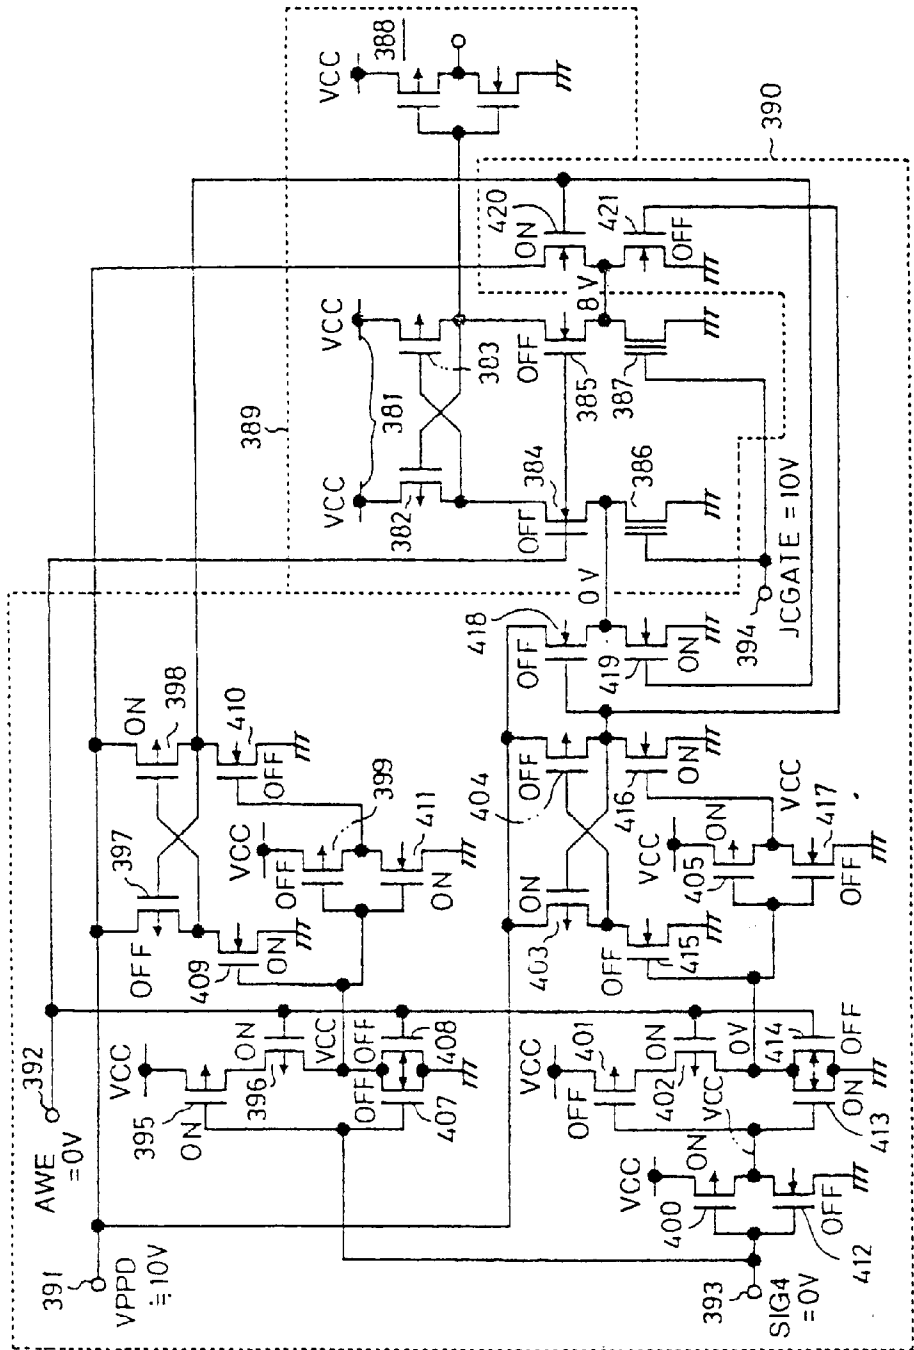 389
VCC
388
VCC
VCC
381
382
383
390
420
ON
421
OFF
8V
OFF
385
387
384
OFF
386
0V
394
JCGATE =10V
418
OFF
419
ON
ON
398
397
OFF
410
OFF
409
ON
VCC
399
OFF
411
ON
404
OFF
403
ON
416
ON
415
OFF
VCC
405
ON
VCC
417
OFF
392
AWE
=0V
VCC
395
ON
ON
396
VCC
OFF
408
OFF
407
VCC
401
OFF
ON
402
VCC
0V
414
OFF
ON
413
391
VPPD
≒10V
393
SIG4
=0V
VCC
400
ON
OFF
412